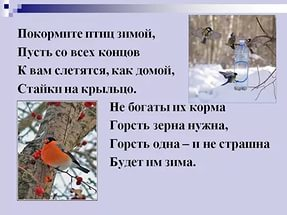 Покормите птиц зимой,
Пусть со всех концов
К вам слетятся, как домой,
Стайки на крыльцо.
Не богаты их корма
Горсть зерна нужна,
Горсть одна – и не страшна
Будет им зима.